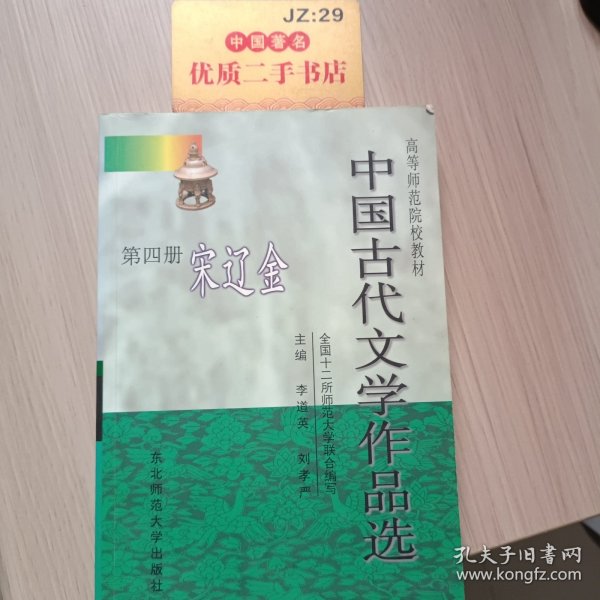 JZ:29
中国著名
优质二手书店
高等师范院校教材
中国古代文学作品选
第四册 宋辽金
全国十二所师范大学联合编写
主编 李道英 刘孝严
东北师范大学出版社
孔夫子旧书网
www.kongfz.com